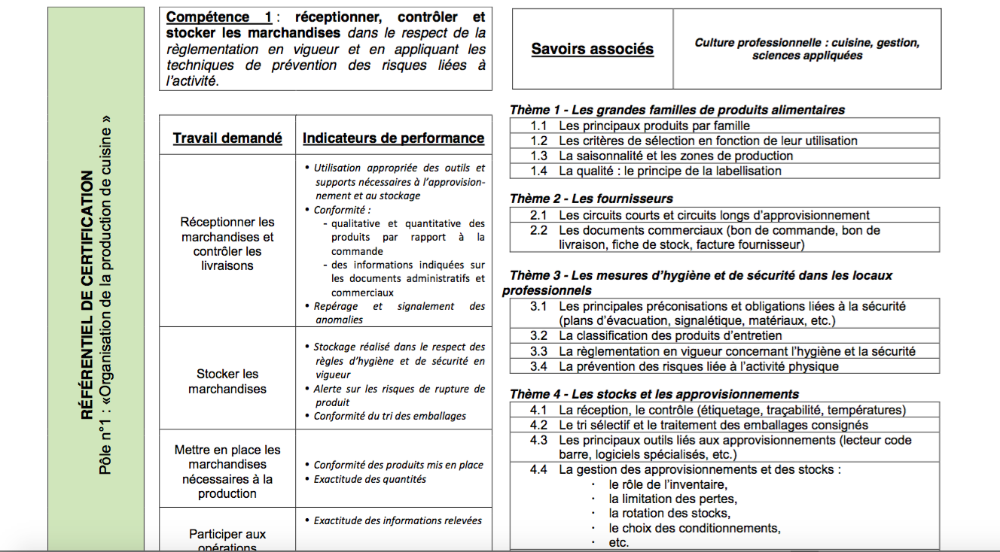 RÉFÉRENTIEL DE CERTIFICATION
Pôle n°1 : «Organisation de la production de cuisine »
Compétence 1 : réceptionner, contrôler et
stocker les marchandises dans le respect de la
règlementation en vigueur et en appliquant les
techniques de prévention des risques liées à
l’activité.
Travail demandé
Indicateurs de performance
Réceptionner les
marchandises et
contrôler les
livraisons
• Utilisation appropriée des outils et
supports nécessaires à l’approvision-
nement et au stockage
• Conformité :
- qualitative et quantitative des
produits par rapport à la
commande
- des informations indiquées sur
les documents administratifs et
commerciaux
• Repérage et signalement des
anomalies
Stocker les
marchandises
• Stockage réalisé dans le respect des
règles d’hygiène et de sécurité en
vigueur
• Alerte sur les risques de rupture de
produit
• Conformité du tri des emballages
Mettre en place les
marchandises
nécessaires à la
production
• Conformité des produits mis en place
• Exactitude des quantités
Participer aux
opérations
• Exactitude des informations relevées
Savoirs associés
Culture professionnelle : cuisine, gestion,
sciences appliquées
Thème 1 - Les grandes familles de produits alimentaires
1.1 Les principaux produits par famille
1.2 Les critères de sélection en fonction de leur utilisation
1.3 La saisonnalité et les zones de production
1.4 La qualité : le principe de la labellisation
Thème 2 - Les fournisseurs
2.1 Les circuits courts et circuits longs d’approvisionnement
2.2 Les documents commerciaux (bon de commande, bon de
livraison, fiche de stock, facture fournisseur)
Thème 3 - Les mesures d’hygiène et de sécurité dans les locaux
professionnels
3.1 Les principales préconisations et obligations liées à la sécurité
(plans d’évacuation, signalétique, matériaux, etc.)
3.2 La classification des produits d’entretien
3.3 La règlementation en vigueur concernant l’hygiène et la sécurité
3.4 La prévention des risques liée à l’activité physique
Thème 4 - Les stocks et les approvisionnements
4.1 La réception, le contrôle (étiquetage, traçabilité, températures)
4.2 Le tri sélectif et le traitement des emballages consignés
4.3 Les principaux outils liés aux approvisionnements (lecteur code
barre, logiciels spécialisés, etc.)
4.4 La gestion des approvisionnements et des stocks :
· le rôle de l’inventaire,
· la limitation des pertes,
· la rotation des stocks,
· le choix des conditionnements,
· etc.